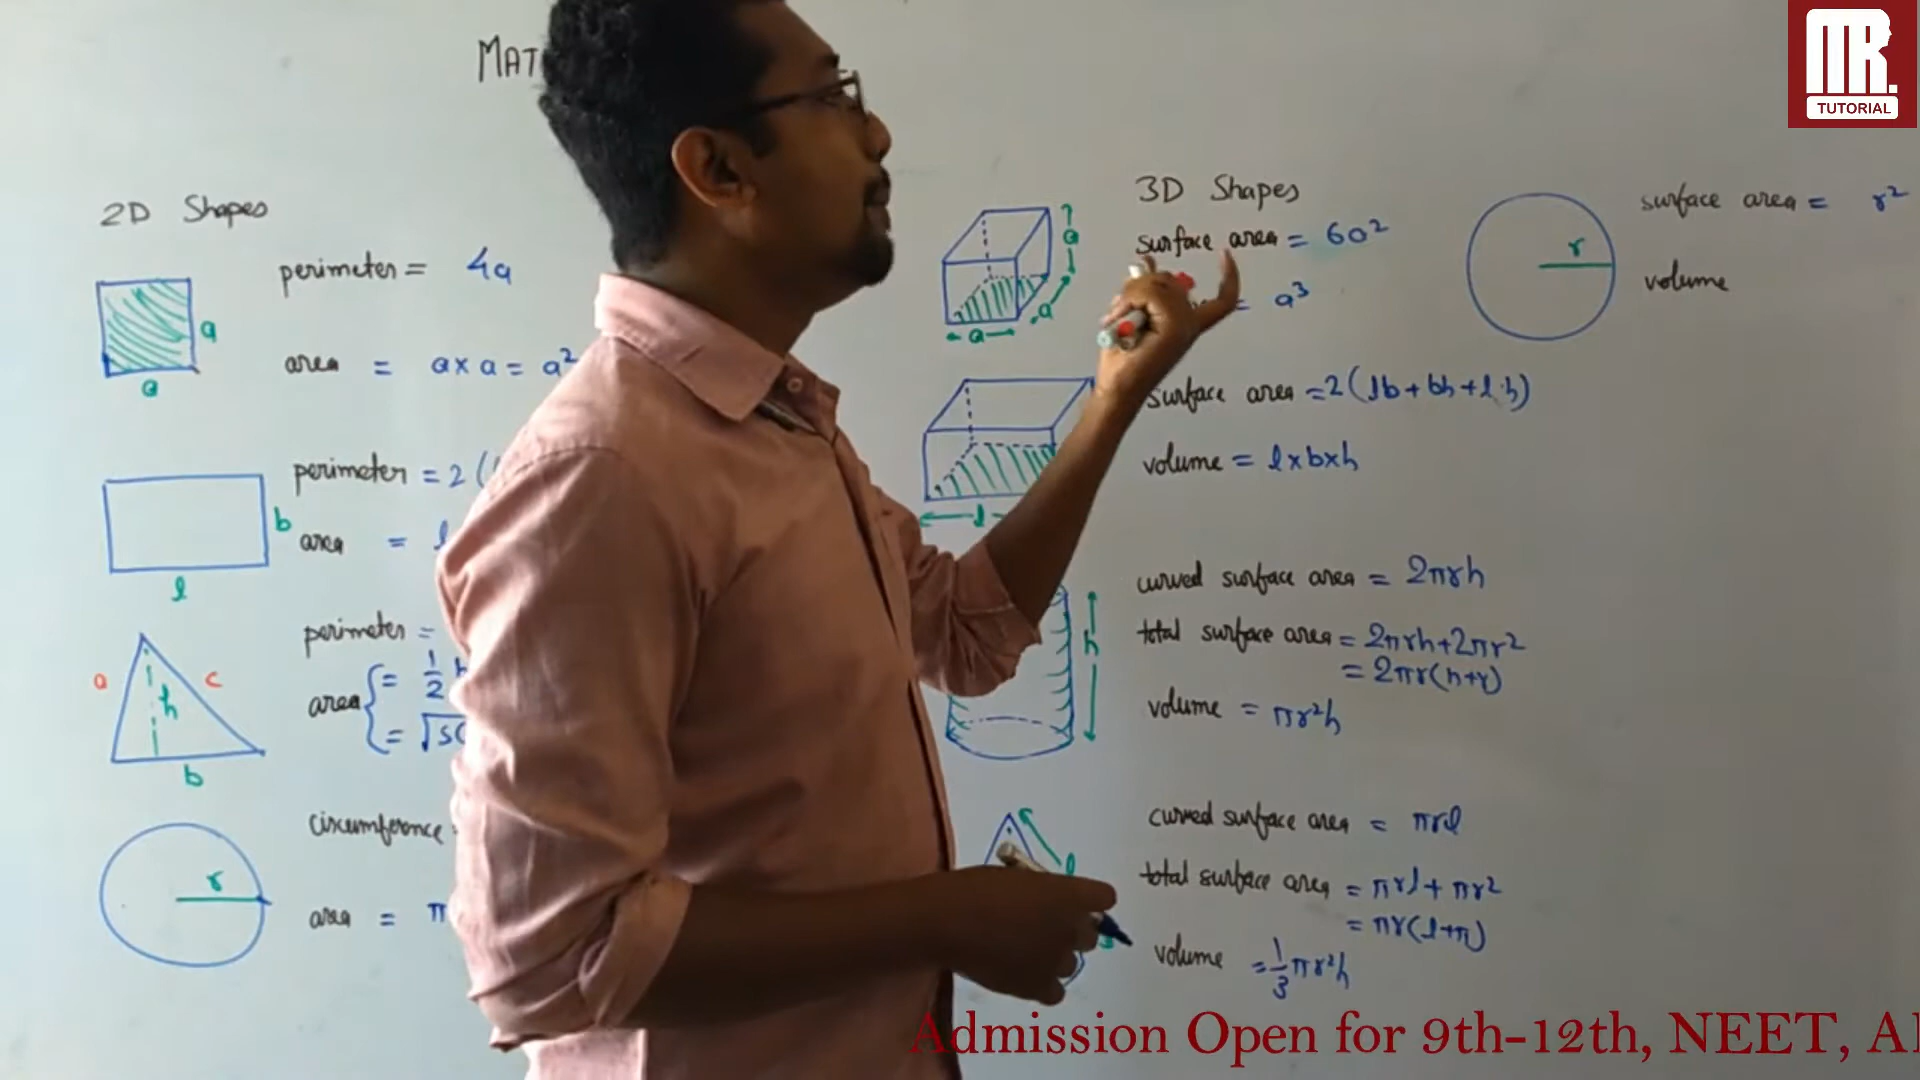 MAT
2D Shapes
perimeter = 4a
area = a x a = a²
a
a
perimeter = 2 (
area = l
b
l
perimeter =
a
c
h
b
area
= 1/2
= √s(
circumference
r
area = π
3D Shapes
surface area = 6a²
= a³
a
a
a
surface area = 2(lb + bh + l.h)
volume = l x b x h
l
curved surface area = 2πrh
total surface area = 2πrh + 2πr²
= 2πr(h+r)
volume = πr²h
h
curved surface area = πrl
total surface area = πrl + πr²
= πr(l+r)
volume = 1/3 πr²h
l
surface area = r²
volume
r
MR.
TUTORIAL
Admission Open for 9th-12th, NEET, A